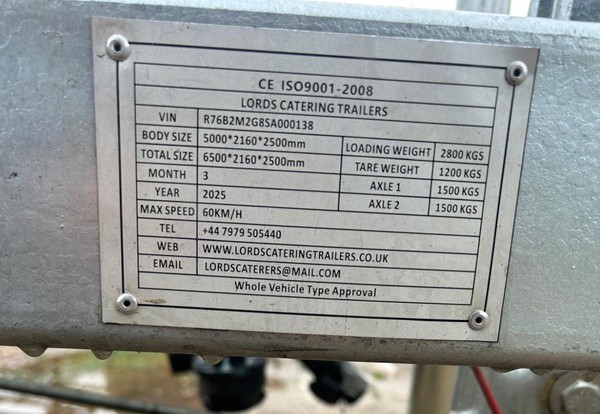 CE ISO9001-2008
LORDS CATERING TRAILERS
VIN R76B2M2G8SA000138
BODY SIZE 5000*2160*2500mm LOADING WEIGHT 2800 KGS
TOTAL SIZE 6500*2160*2500mm TARE WEIGHT 1200 KGS
MONTH 3 AXLE 1 1500 KGS
YEAR 2025 AXLE 2 1500 KGS
MAX SPEED 60KM/H
TEL +44 7979 505440
WEB WWW.LORDSCATERINGTRAILERS.CO.UK
EMAIL LORDSCATERERS@MAIL.COM
Whole Vehicle Type Approval